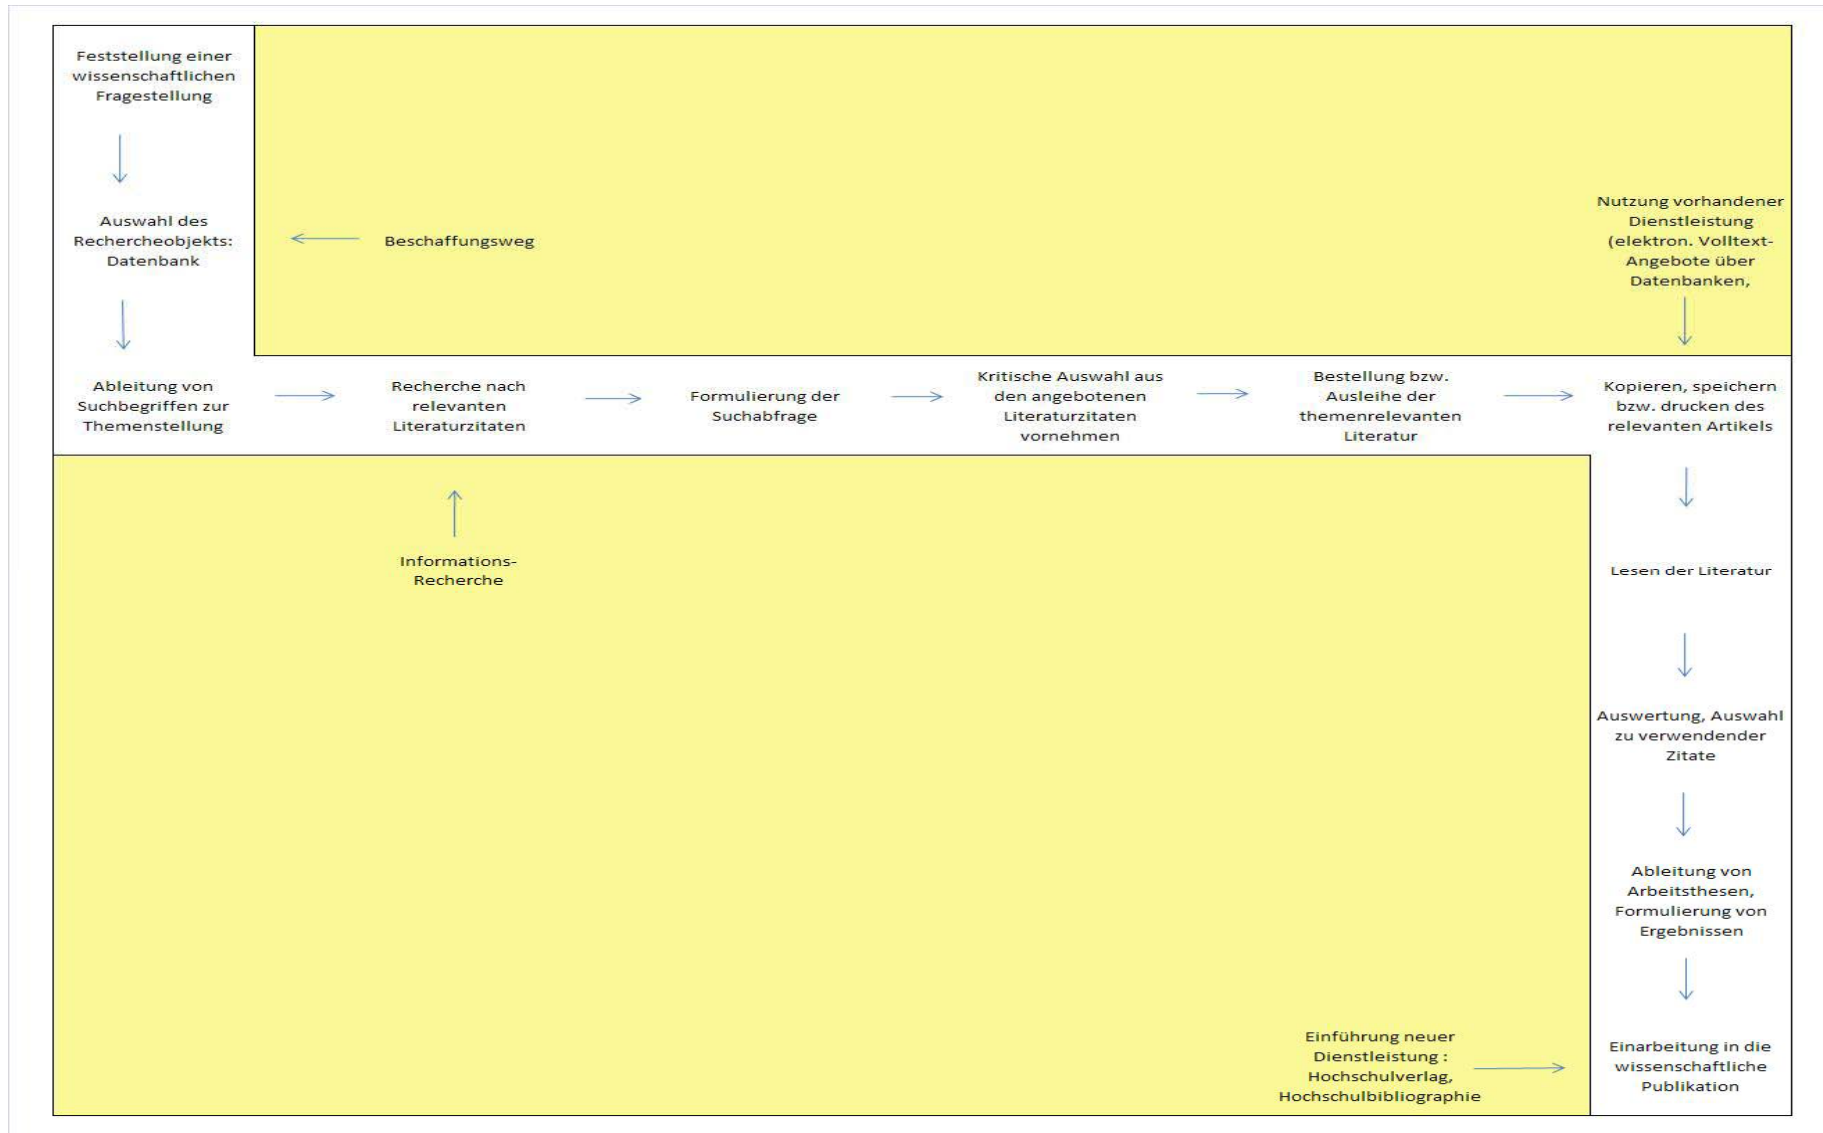 Feststellung einer
wissenschaftlichen
Fragestellung
Auswahl des
Rechercheobjekts:
Datenbank
Beschaffungsweg
Nutzung vorhandener
Dienstleistung
(elektron. Volltext-
Angebote über
Datenbanken,
Ableitung von
Suchbegriffen zur
Themenstellung
Recherche nach
relevanten
Literaturzitaten
Formulierung der
Suchabfrage
Kritische Auswahl aus
den angebotenen
Literaturzitaten
vornehmen
Bestellung bzw.
Ausleihe der
themenrelevanten
Literatur
Kopieren, speichern
bzw. drucken des
relevanten Artikels
Informations-
Recherche
Lesen der Literatur
Auswertung, Auswahl
zu verwendender
Zitate
Ableitung von
Arbeitsthesen,
Formulierung von
Ergebnissen
Einführung neuer
Dienstleistung :
Hochschulverlag,
Hochschulbibliographie
Einarbeitung in die
wissenschaftliche
Publikation